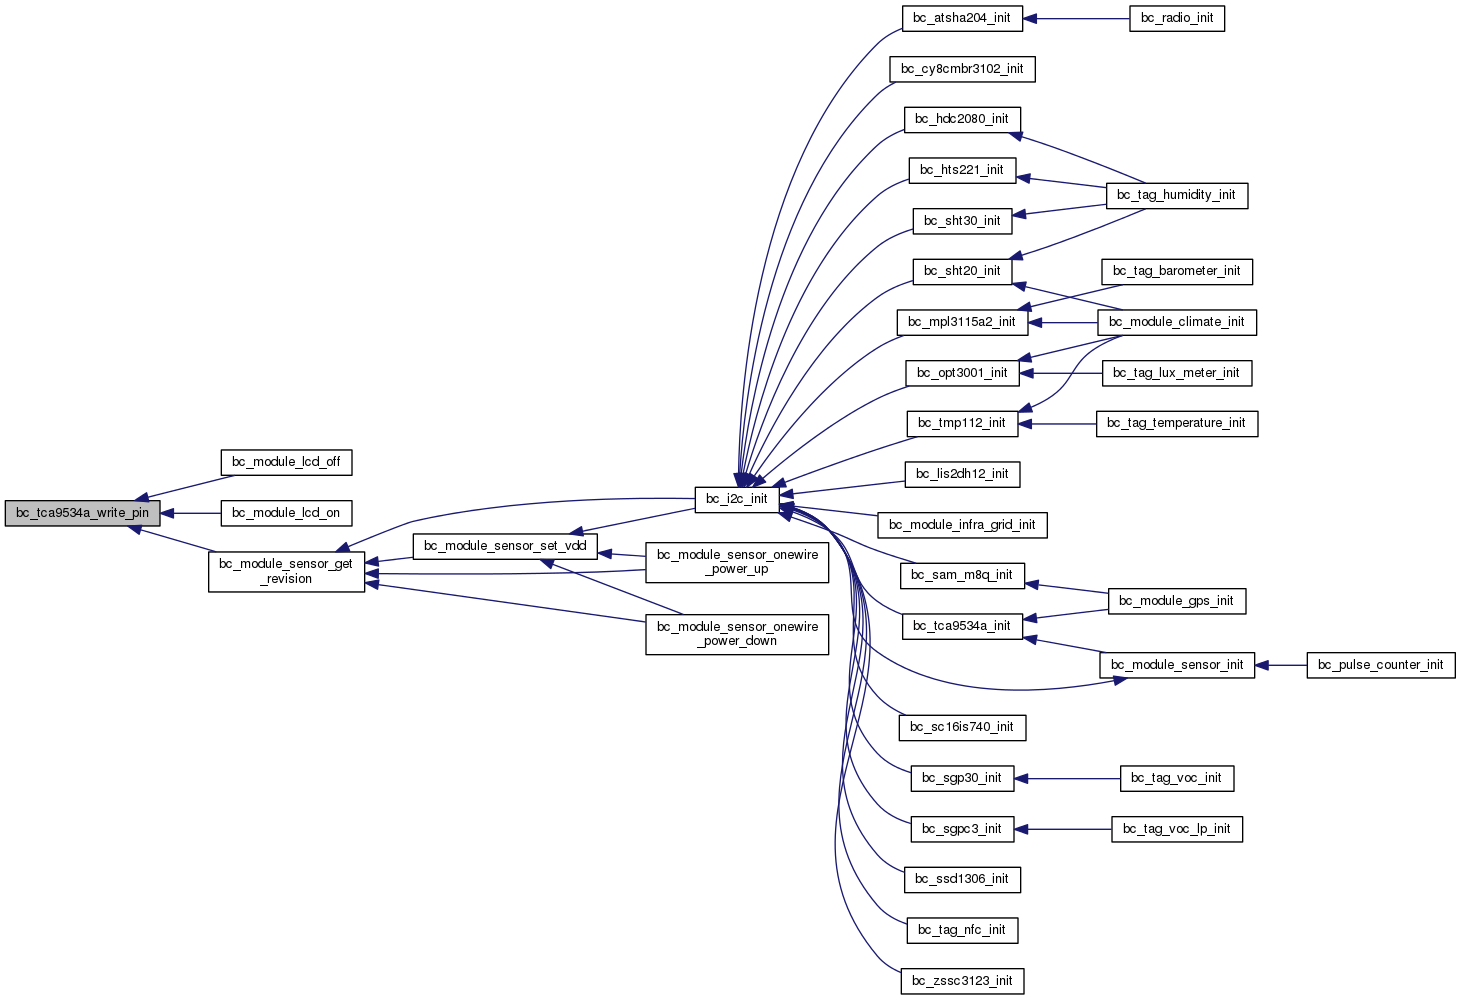 bc_atsha204_init
bc_radio_init
bc_cy8cmbr3102_init
bc_hdc2080_init
bc_hts221_init
bc_tag_humidity_init
bc_sht30_init
bc_sht20_init
bc_tag_barometer_init
bc_mpl3115a2_init
bc_module_climate_init
bc_opt3001_init
bc_tag_lux_meter_init
bc_tmp112_init
bc_tag_temperature_init
bc_module_lcd_off
bc_lis2dh12_init
bc_i2c_init
bc_tca9534a_write_pin
bc_module_lcd_on
bc_module_infra_grid_init
bc_module_sensor_set_vdd
bc_module_sensor_get
_revision
bc_module_sensor_onewire
_power_up
bc_sam_m8q_init
bc_module_gps_init
bc_module_sensor_onewire
_power_down
bc_tca9534a_init
bc_module_sensor_init
bc_pulse_counter_init
bc_sc16is740_init
bc_sgp30_init
bc_tag_voc_init
bc_sgpc3_init
bc_tag_voc_lp_init
bc_ssd1306_init
bc_tag_nfc_init
bc_zssc3123_init